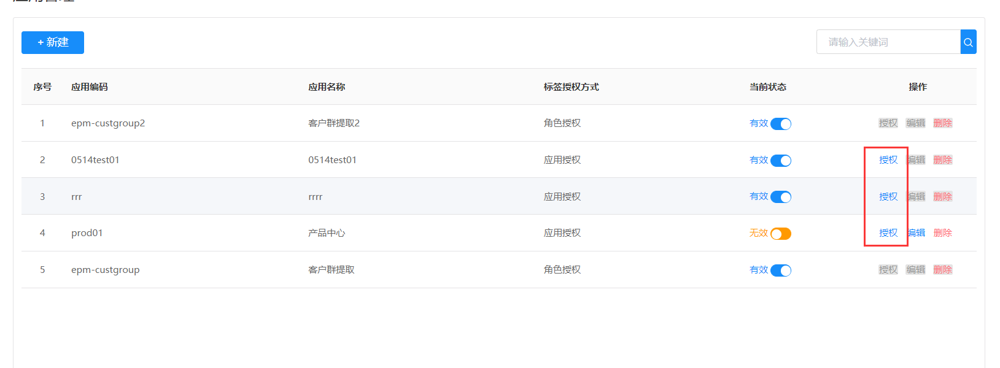 应用管理
+ 新建
请输入关键词
序号 应用编码 应用名称 标签授权方式 当前状态 操作
1 epm-custgroup2 客户群提取2 角色授权 有效 授权 编辑 删除
2 0514test01 0514test01 应用授权 有效 授权 编辑 删除
3 rrr rrrr 应用授权 有效 授权 编辑 删除
4 prod01 产品中心 应用授权 无效 授权 编辑 删除
5 epm-custgroup 客户群提取 角色授权 有效 授权 编辑 删除